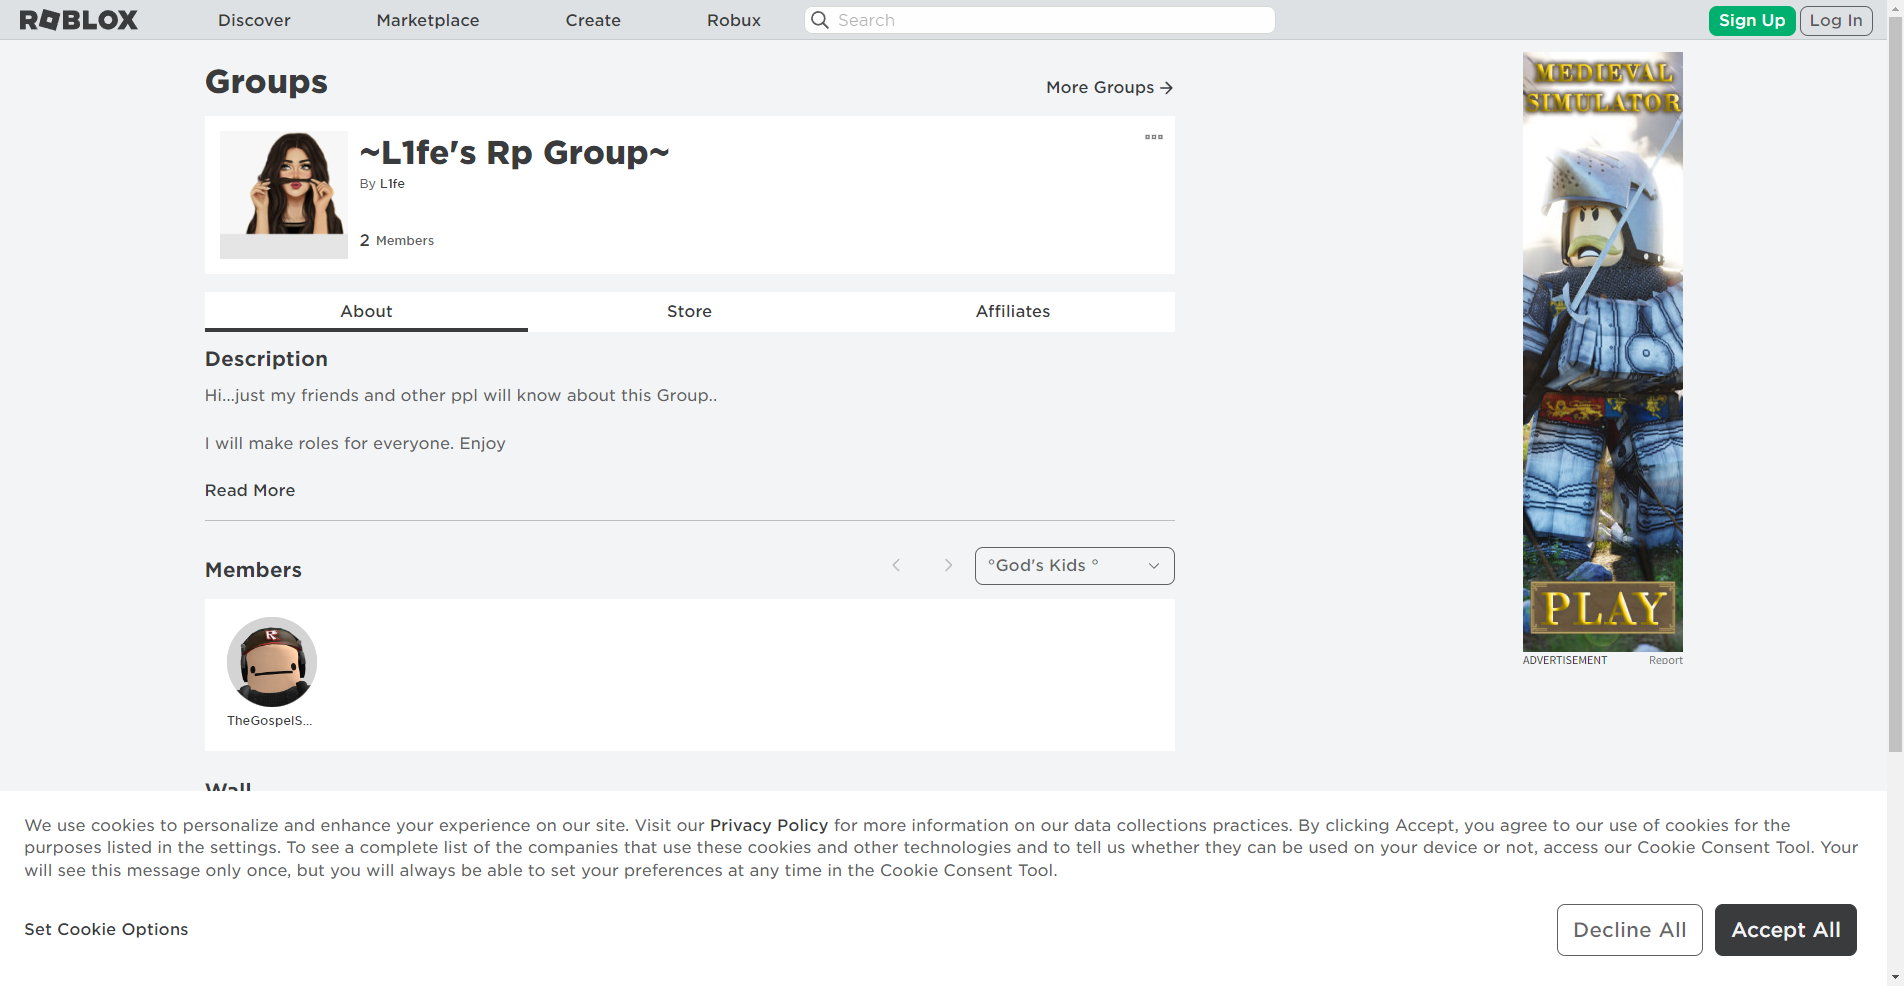 ROBLOX
Discover
Marketplace
Create
Robux
Search
Sign Up
Log In
Groups
More Groups
~L1fe's Rp Group~
By L1fe
2 Members
About
Store
Affiliates
Description
Hi...just my friends and other ppl will know about this Group..
I will make roles for everyone. Enjoy
Read More
Members
°God's Kids °
TheGospelS...
Wall
MEDIEVAL
SIMULATOR
PLAY
ADVERTISEMENT
Report
We use cookies to personalize and enhance your experience on our site. Visit our Privacy Policy for more information on our data collections practices. By clicking Accept, you agree to our use of cookies for the
purposes listed in the settings. To see a complete list of the companies that use these cookies and other technologies and to tell us whether they can be used on your device or not, access our Cookie Consent Tool. Your
will see this message only once, but you will always be able to set your preferences at any time in the Cookie Consent Tool.
Set Cookie Options
Decline All
Accept All